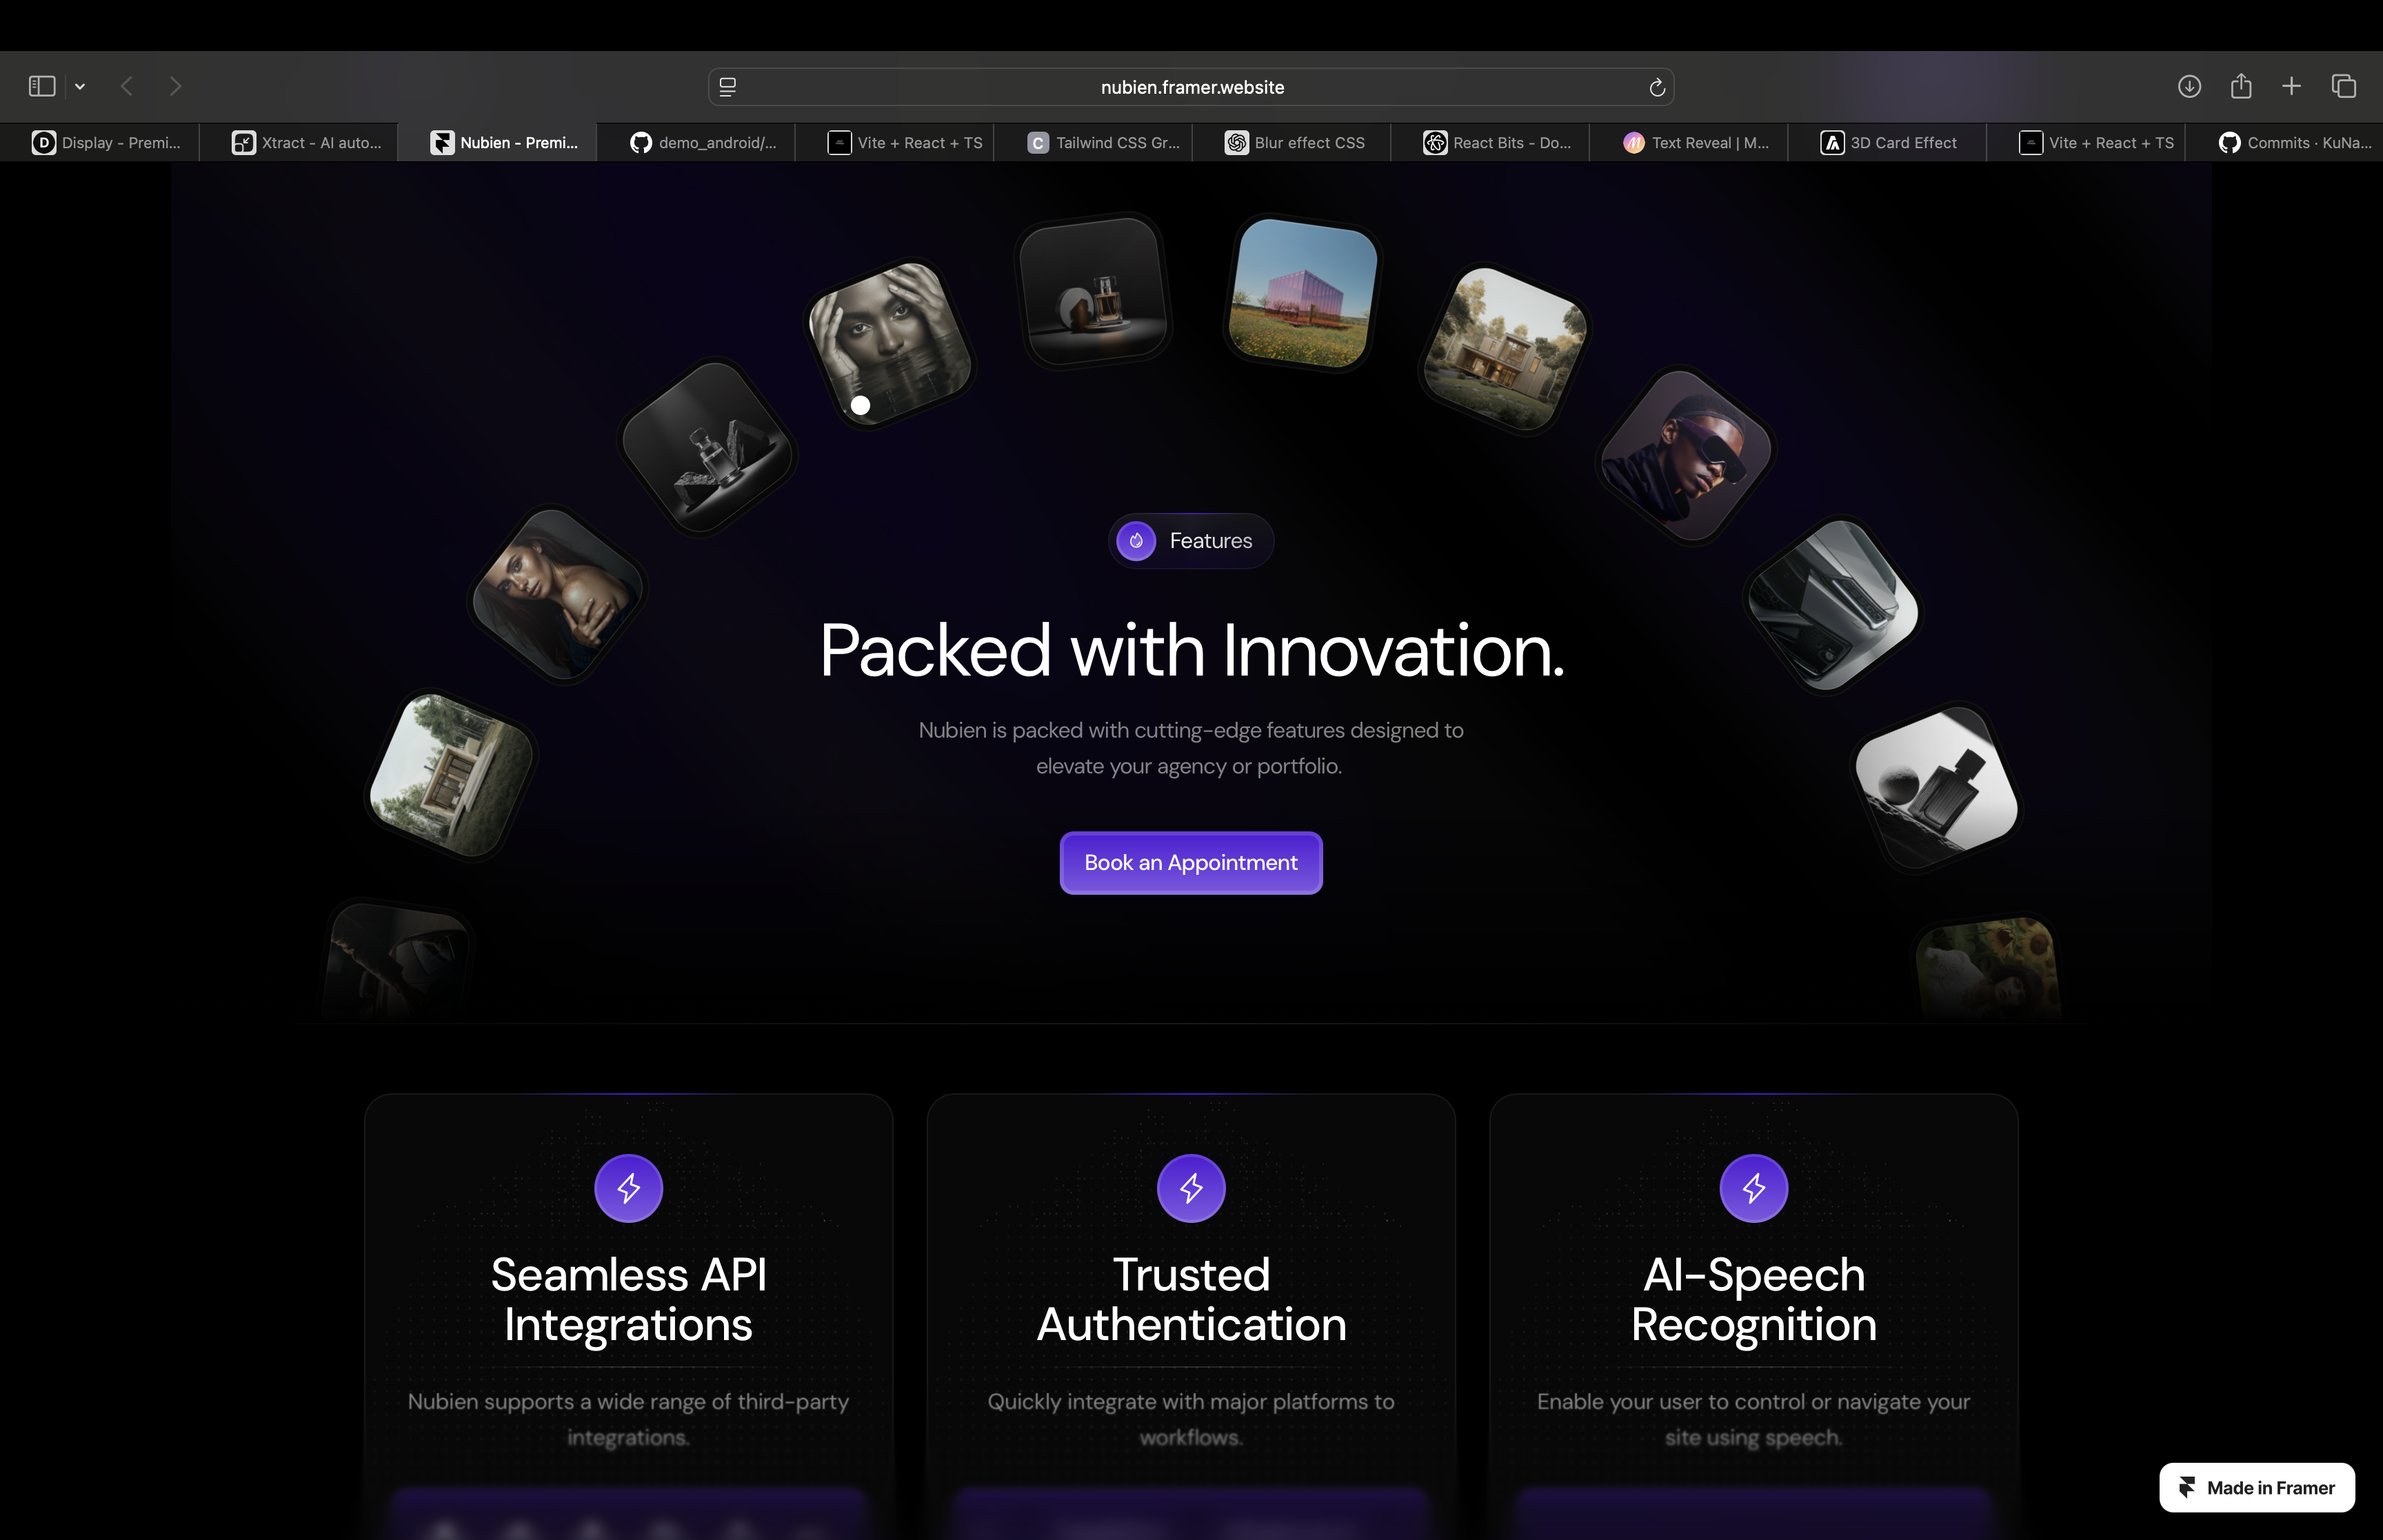 nubien.framer.website
D Display - Premi...
Xtract - AI auto...
Nubien - Premi...
demo_android/...
Vite + React + TS
C Tailwind CSS Gr...
Blur effect CSS
React Bits - Do...
Text Reveal | M...
3D Card Effect
Vite + React + TS
Commits · KuNa...
Features
Packed with Innovation.
Nubien is packed with cutting-edge features designed to
elevate your agency or portfolio.
Book an Appointment
Seamless API
Integrations
Nubien supports a wide range of third-party
integrations.
Trusted
Authentication
Quickly integrate with major platforms to
workflows.
AI-Speech
Recognition
Enable your user to control or navigate your
site using speech.
Made in Framer